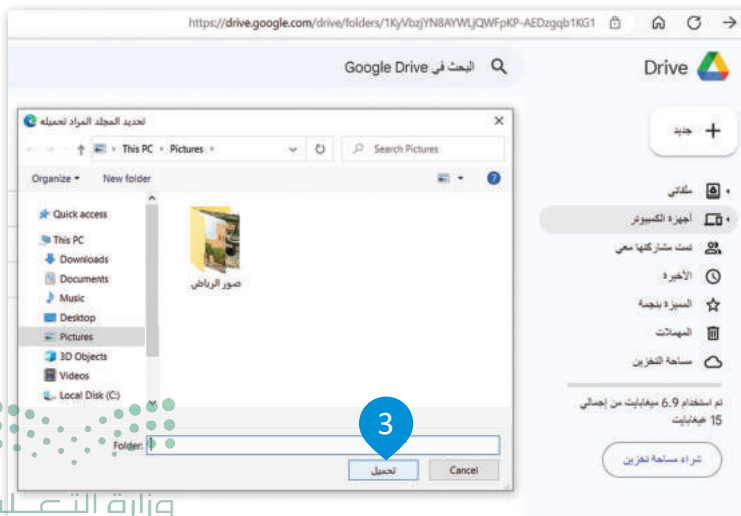 https://drive.google.com/drive/folders/1KyVbzjYN8AYWLjQWFpKP-AEDzgqb1KG1
Drive
البحث في Google Drive
جديد
ملفاتي
أجهزة الكمبيوتر
تمت مشاركتها معي
الأخيرة
المميزة بنجمة
المهملات
مساحة التخزين
تم استخدام 6.9 ميغابايت من إجمالي
15 غيغابايت
شراء مساحة تخزين
تحديد المجلد المراد تحميله
This PC
Pictures
Search Pictures
Organize
New folder
Quick access
This PC
Downloads
Documents
Music
Desktop
Pictures
3D Objects
Videos
Local Disk (C:)
صور الرياض
3
Folder:
تحميل
Cancel
وزارة التعليم